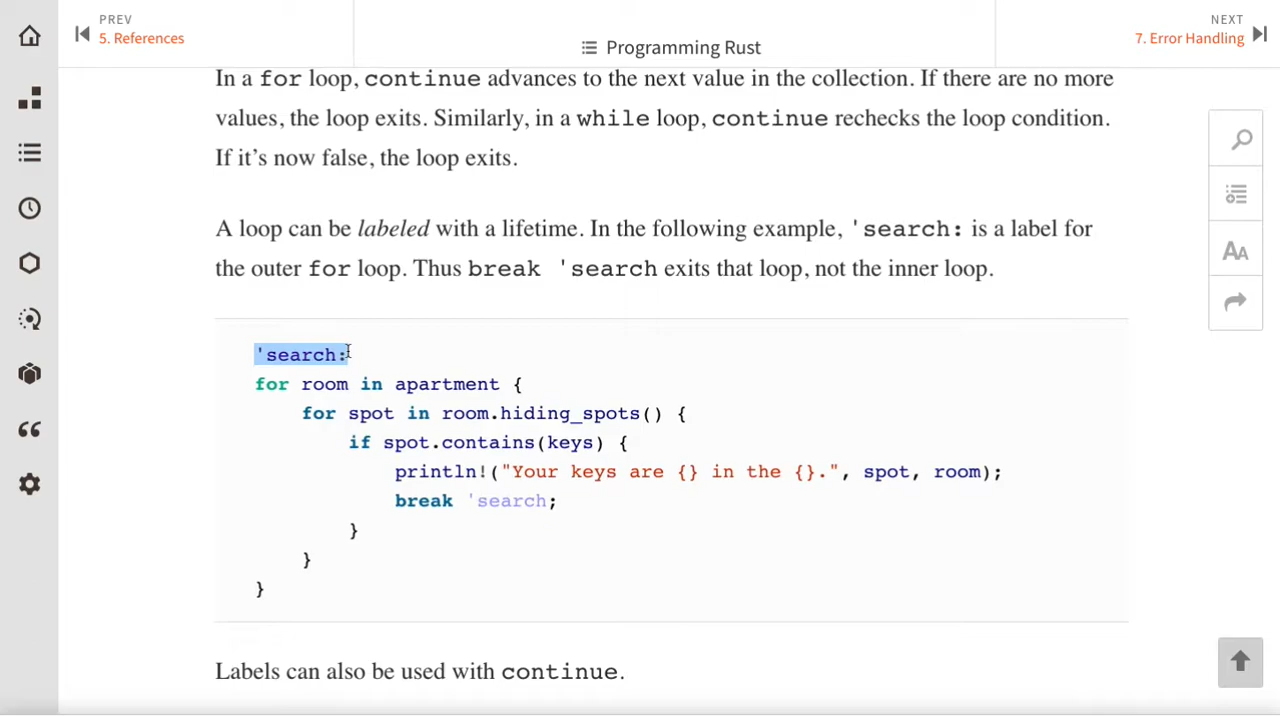 PREV
5. References
Programming Rust
NEXT
7. Error Handling
In a for loop, continue advances to the next value in the collection. If there are no more
values, the loop exits. Similarly, in a while loop, continue rechecks the loop condition.
If it’s now false, the loop exits.
A loop can be labeled with a lifetime. In the following example, 'search: is a label for
the outer for loop. Thus break 'search exits that loop, not the inner loop.
'search:
for room in apartment {
    for spot in room.hiding_spots() {
        if spot.contains(keys) {
            println!("Your keys are {} in the {}.", spot, room);
            break 'search;
        }
    }
}
Labels can also be used with continue.
AA